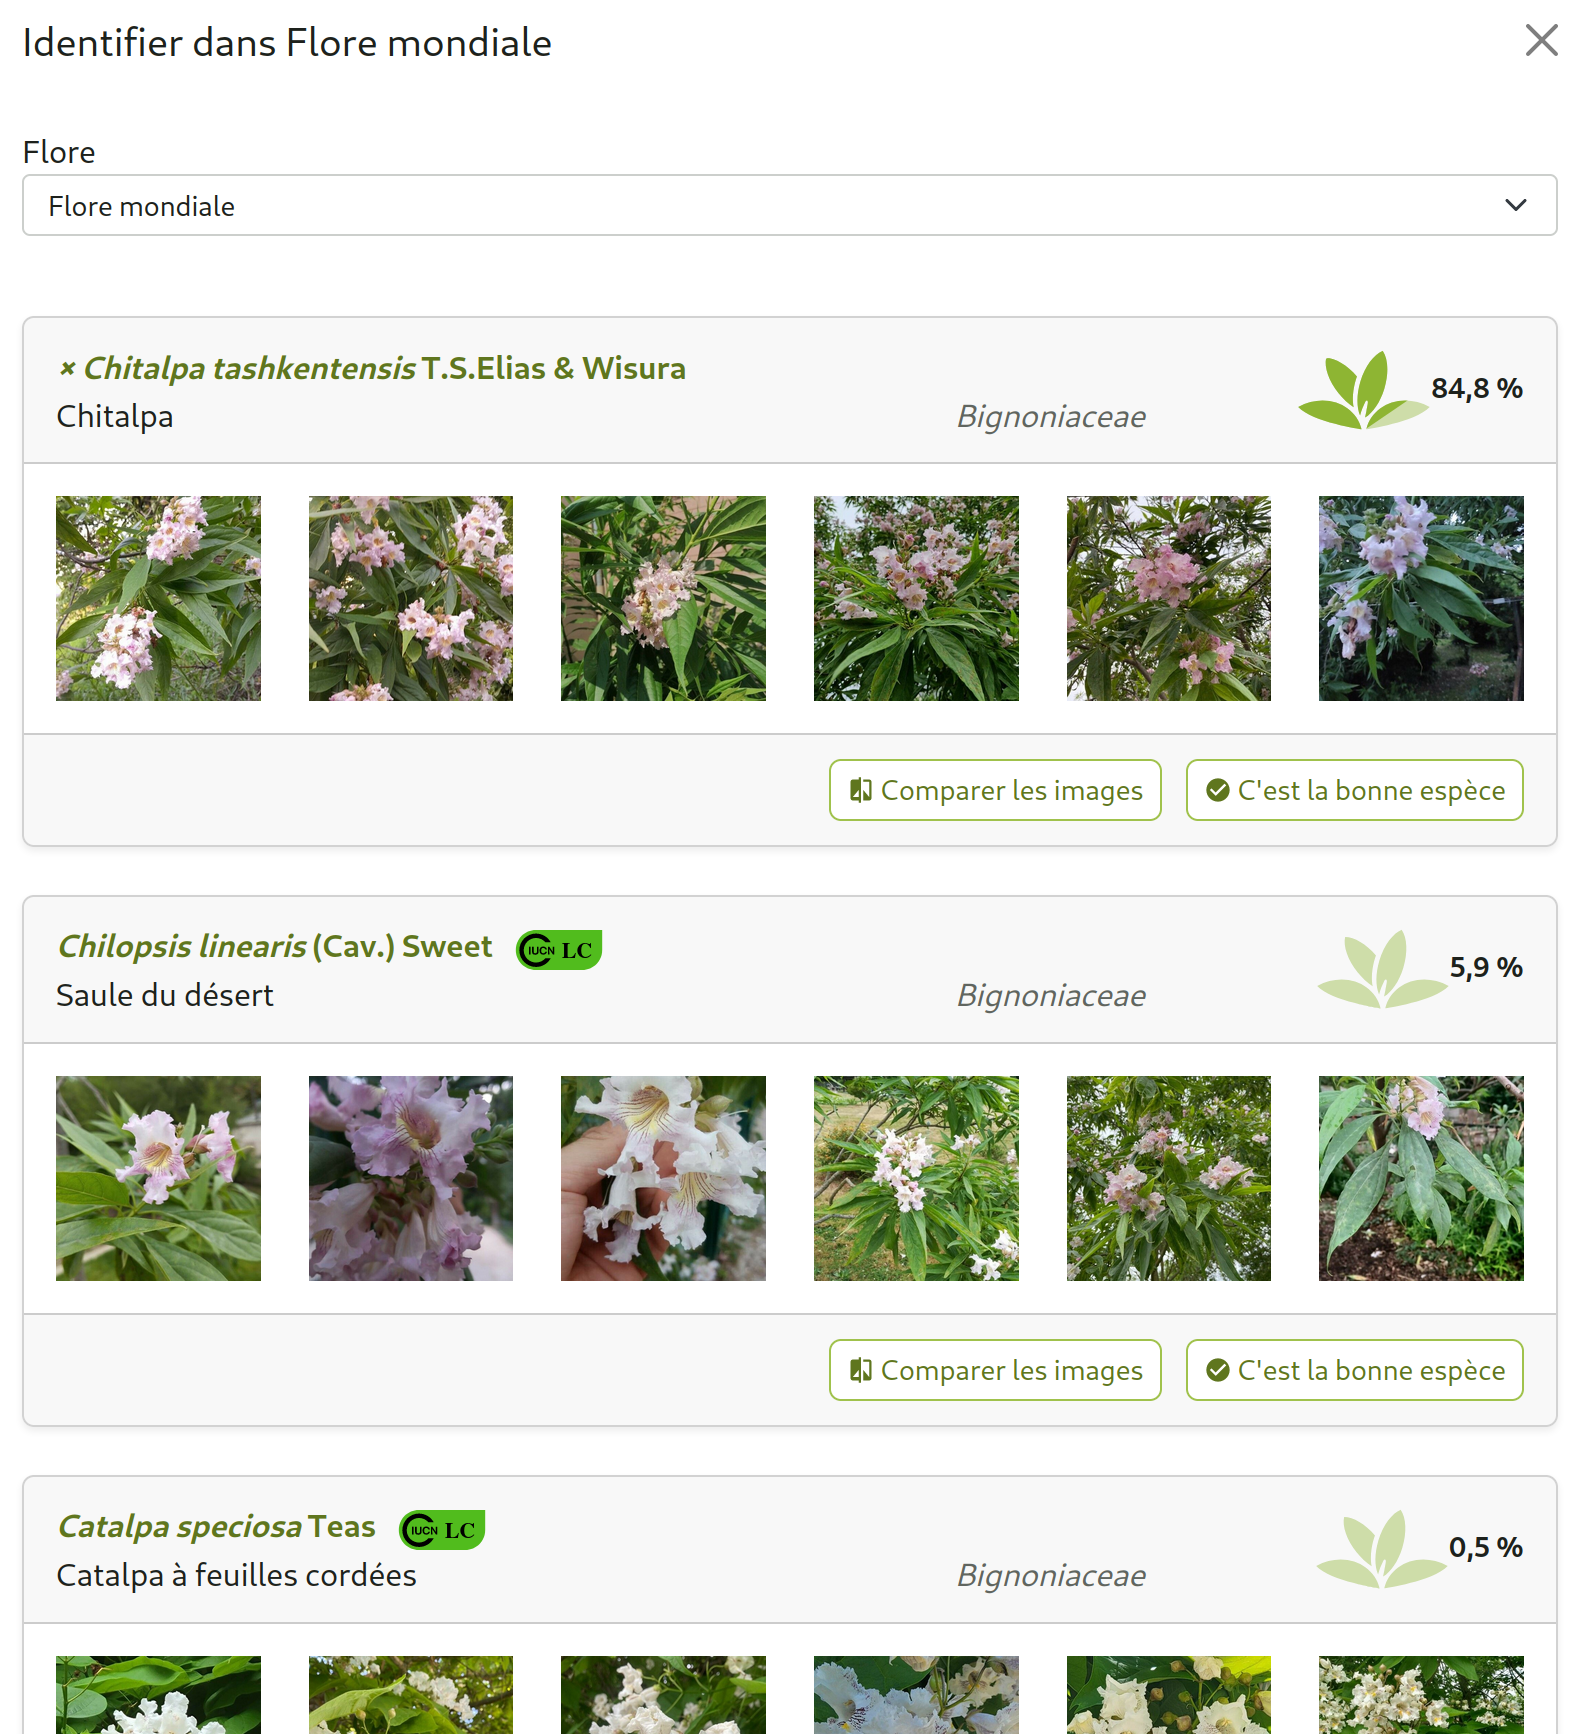 Identifier dans Flore mondiale
Flore
Flore mondiale
× Chitalpa tashkentensis T.S.Elias & Wisura
84,8 %
Chitalpa
Bignoniaceae
Comparer les images
C'est la bonne espèce
Chilopsis linearis (Cav.) Sweet IUCN LC
5,9 %
Saule du désert
Bignoniaceae
Comparer les images
C'est la bonne espèce
Catalpa speciosa Teas IUCN LC
0,5 %
Catalpa à feuilles cordées
Bignoniaceae